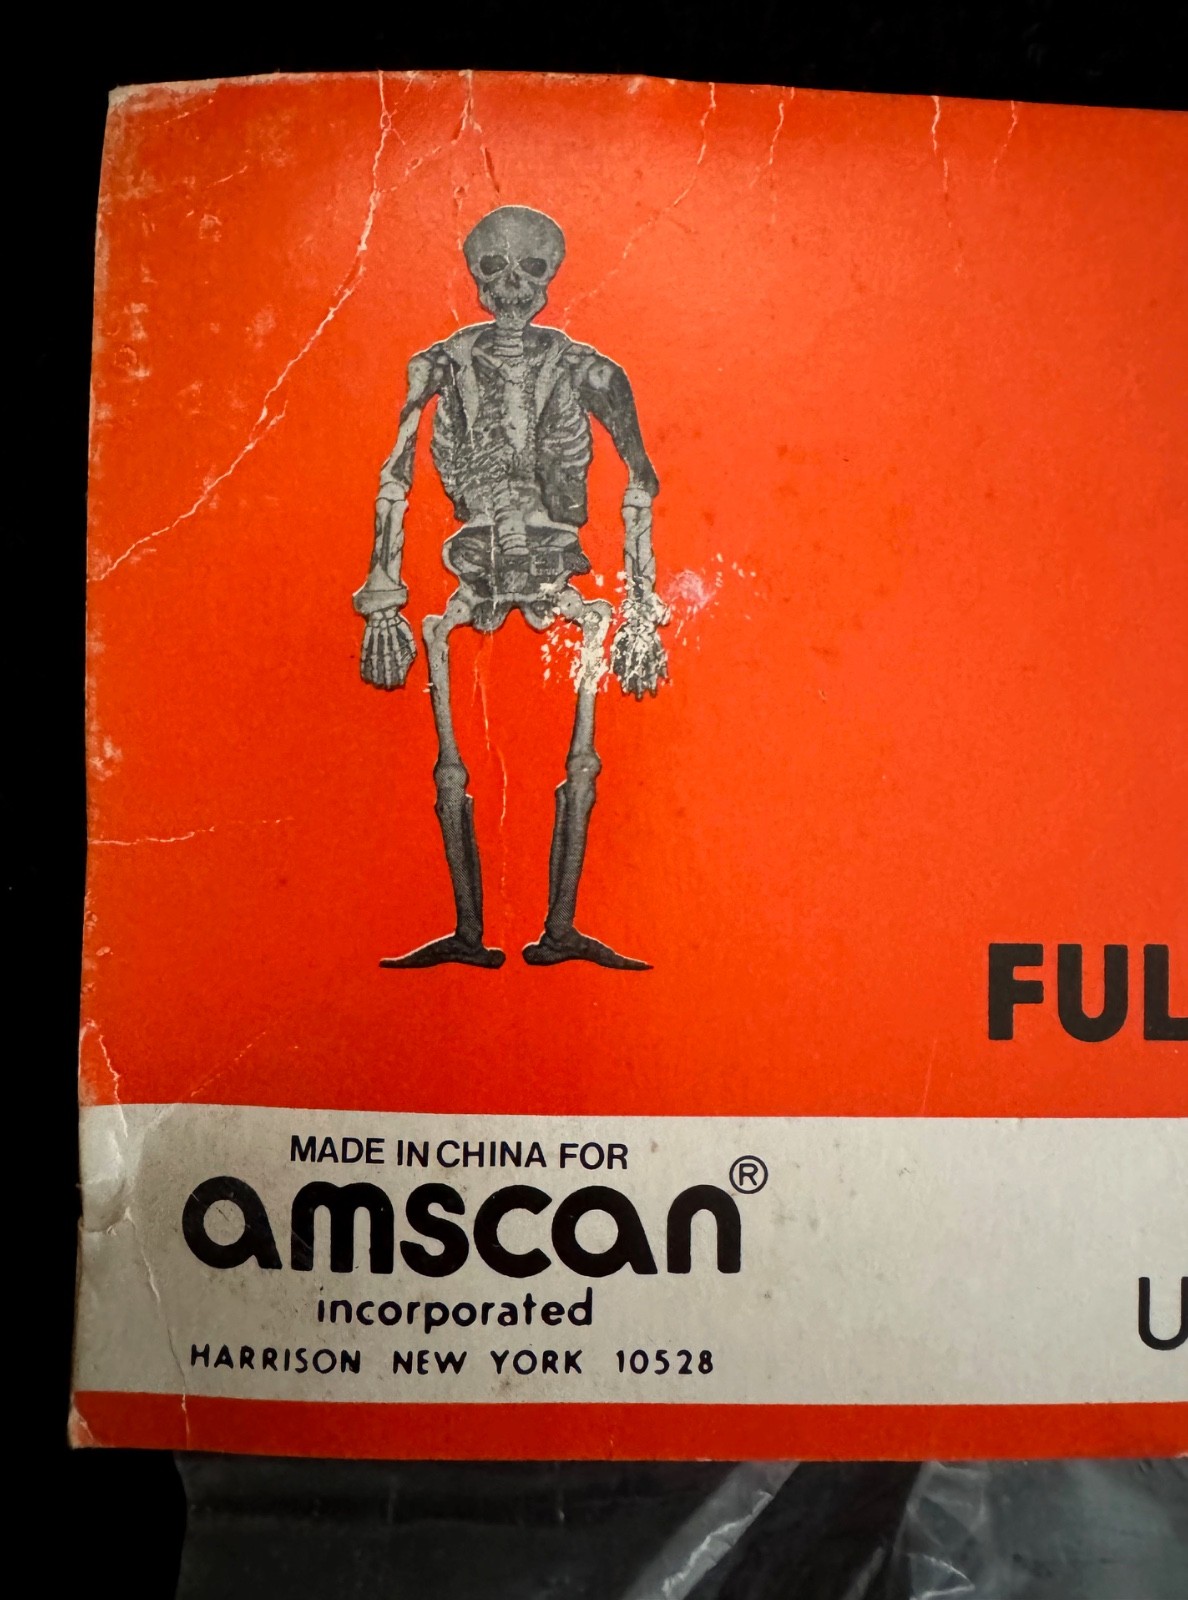 FUL
MADE IN CHINA FOR
amscan®
incorporated
HARRISON NEW YORK 10528
U